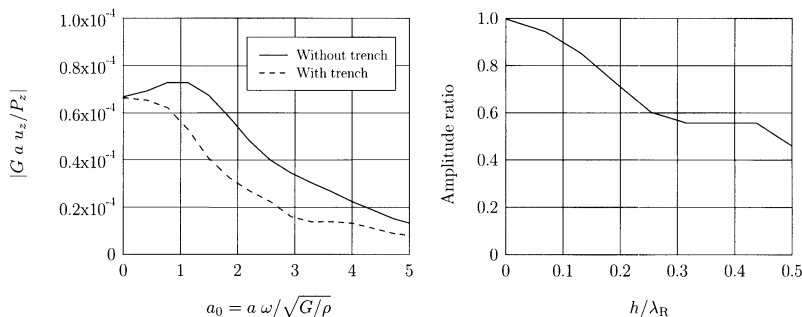 |G a u_z/P_z|
1.0x10⁻⁴
0.8x10⁻⁴
0.6x10⁻⁴
0.4x10⁻⁴
0.2x10⁻⁴
0
0 1 2 3 4 5
a₀ = a ω/√G/ρ
Without trench
With trench
Amplitude ratio
1.0
0.8
0.6
0.4
0.2
0
0 0.1 0.2 0.3 0.4 0.5
h/λ_R